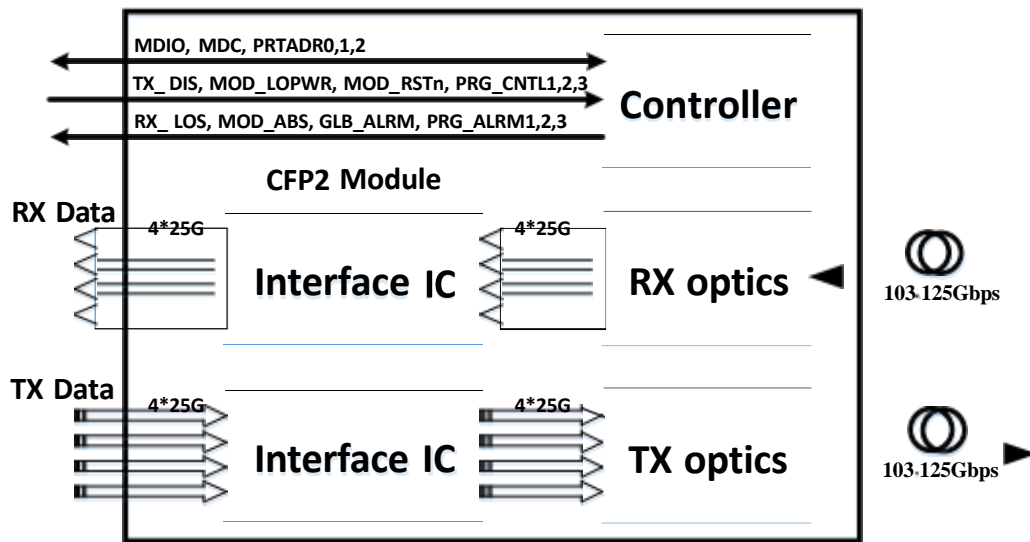 MDIO, MDC, PRTADR0,1,2
TX_ DIS, MOD_LOPWR, MOD_RSTn, PRG_CNTL1,2,3
RX_ LOS, MOD_ABS, GLB_ALRM, PRG_ALRM1,2,3
Controller
CFP2 Module
RX Data
4*25G
Interface IC
4*25G
RX optics
103.125Gbps
TX Data
4*25G
Interface IC
4*25G
TX optics
103.125Gbps